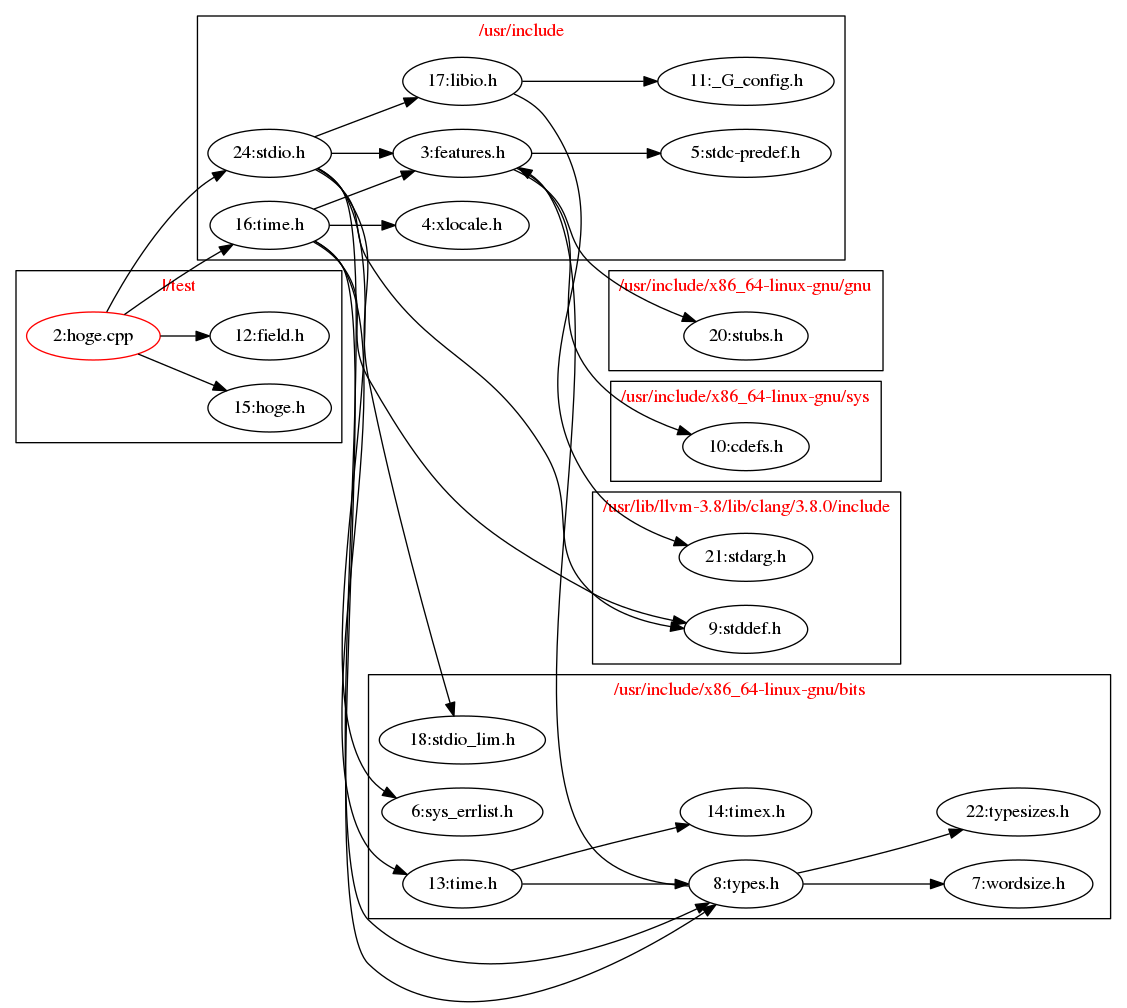 /usr/include
17:libio.h
11:_G_config.h
24:stdio.h
3:features.h
5:stdc-predef.h
16:time.h
4:xlocale.h
l/test
2:hoge.cpp
12:field.h
15:hoge.h
/usr/include/x86_64-linux-gnu/gnu
20:stubs.h
/usr/include/x86_64-linux-gnu/sys
10:cdefs.h
/usr/lib/llvm-3.8/lib/clang/3.8.0/include
21:stdarg.h
9:stddef.h
/usr/include/x86_64-linux-gnu/bits
18:stdio_lim.h
6:sys_errlist.h
14:timex.h
22:typesizes.h
13:time.h
8:types.h
7:wordsize.h